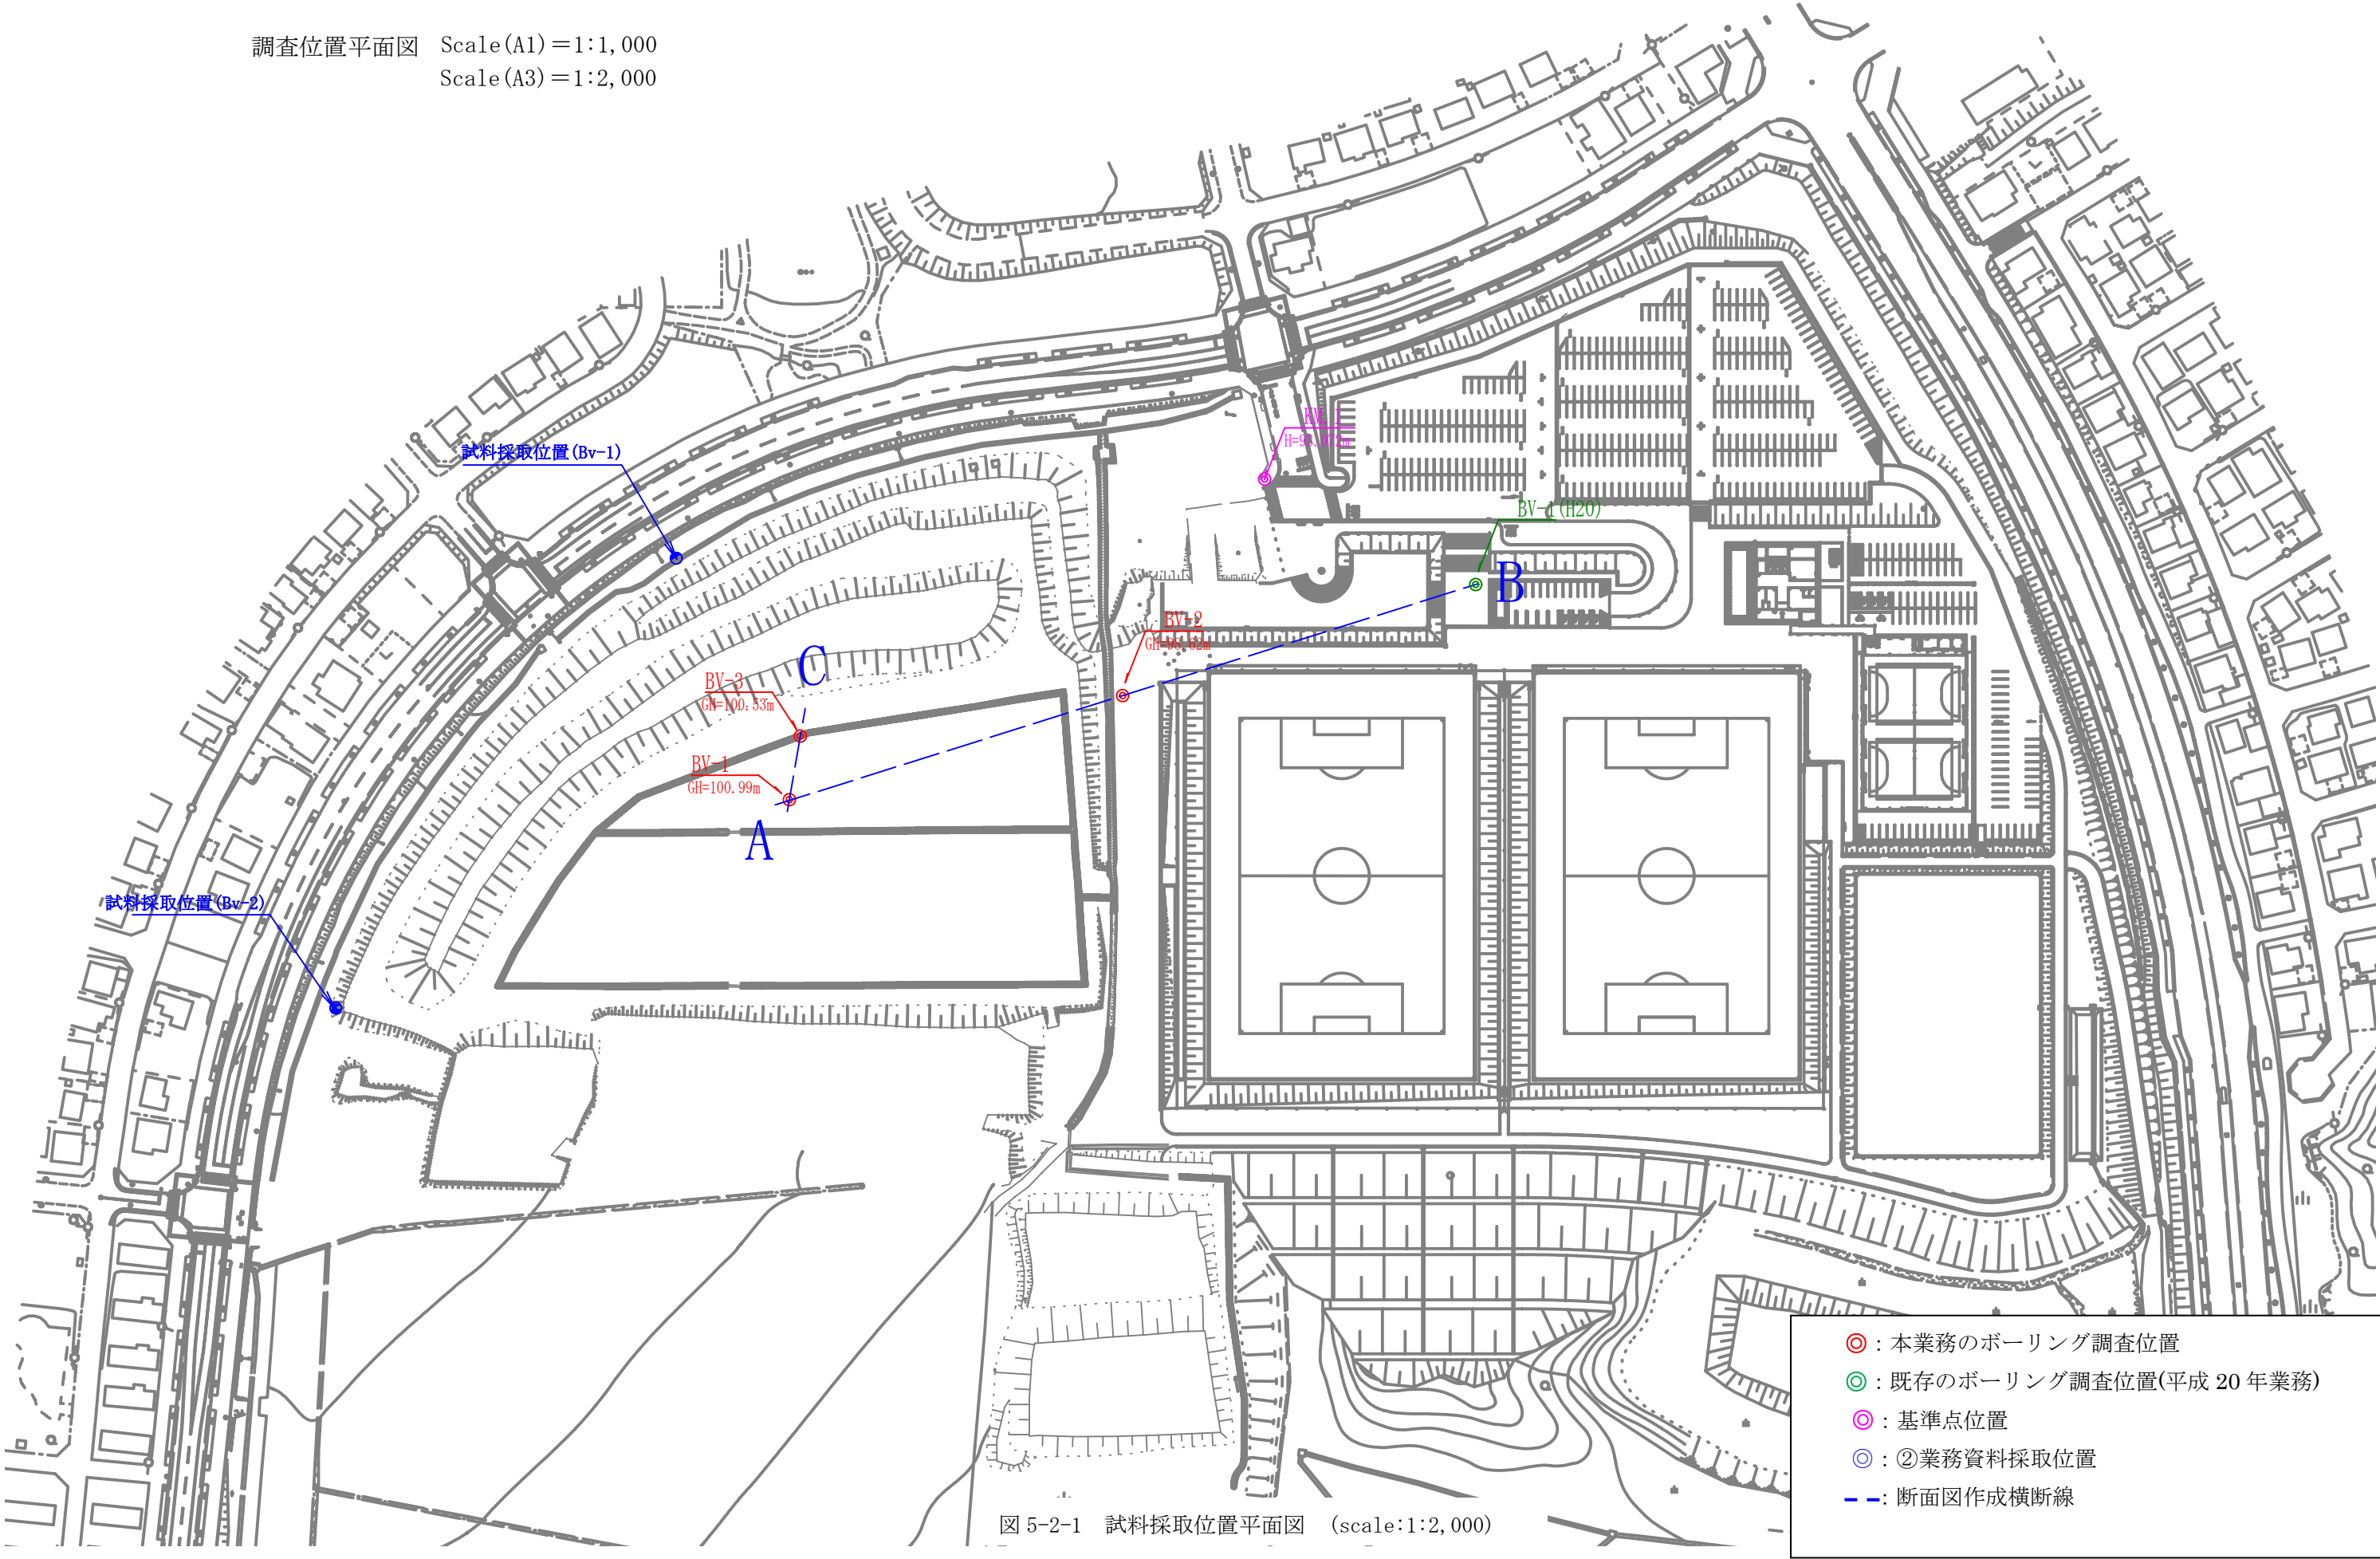 調査位置平面図 Scale(A1)=1:1,000
Scale(A3)=1:2,000
KM-1
試料採取位置(Bv-1)
BV-1(H20)
B
BV-2
C
BV-3
GH=100.53m
BV-1
GH=100.99m
A
試料採取位置(Bv-2)
◎:本業務のボーリング調査位置
◎:既存のボーリング調査位置(平成 20 年業務)
◎:基準点位置
◎:②業務資料採取位置
- -:断面図作成横断線
図 5-2-1 試料採取位置平面図 (scale:1:2,000)